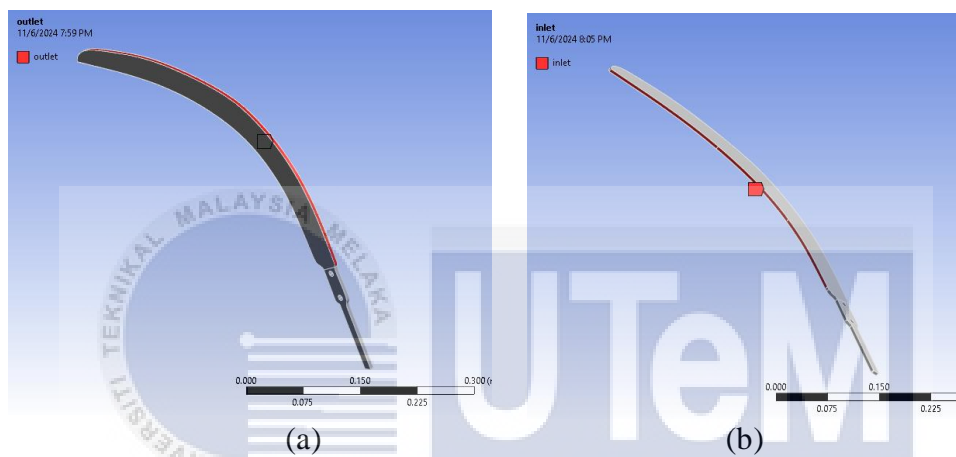 outlet
11/6/2024 7:59 PM
outlet
0.000 0.150 0.300 (
0.075 0.225
(a)
inlet
11/6/2024 8:05 PM
inlet
0.000 0.150
0.075 0.225
(b)
UNIVERSITI TEKNIKAL MALAYSIA MELAKA
UTeM